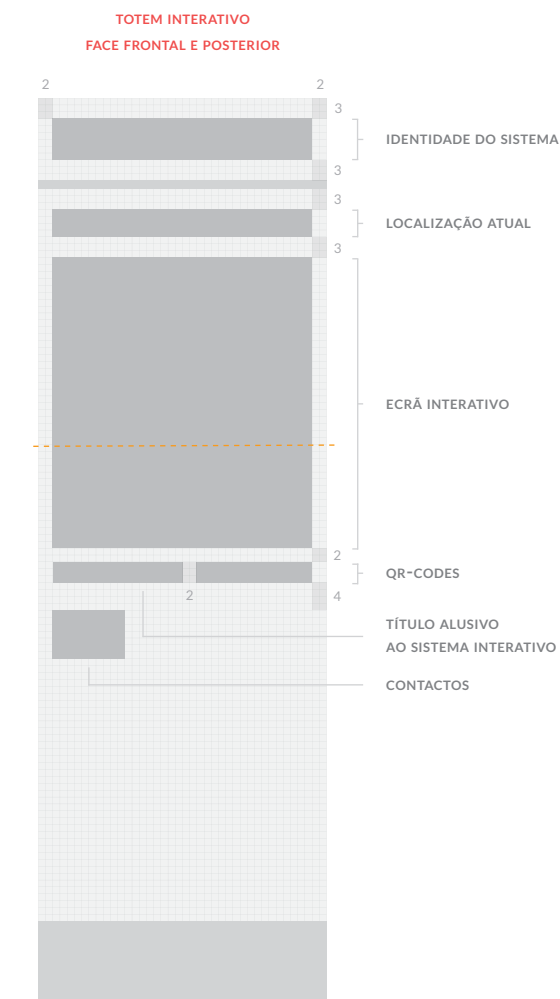 TOTEM INTERATIVO
FACE FRONTAL E POSTERIOR
2
2
3
IDENTIDADE DO SISTEMA
3
3
LOCALIZAÇÃO ATUAL
3
ECRÃ INTERATIVO
2
QR-CODES
2
4
TÍTULO ALUSIVO
AO SISTEMA INTERATIVO
CONTACTOS